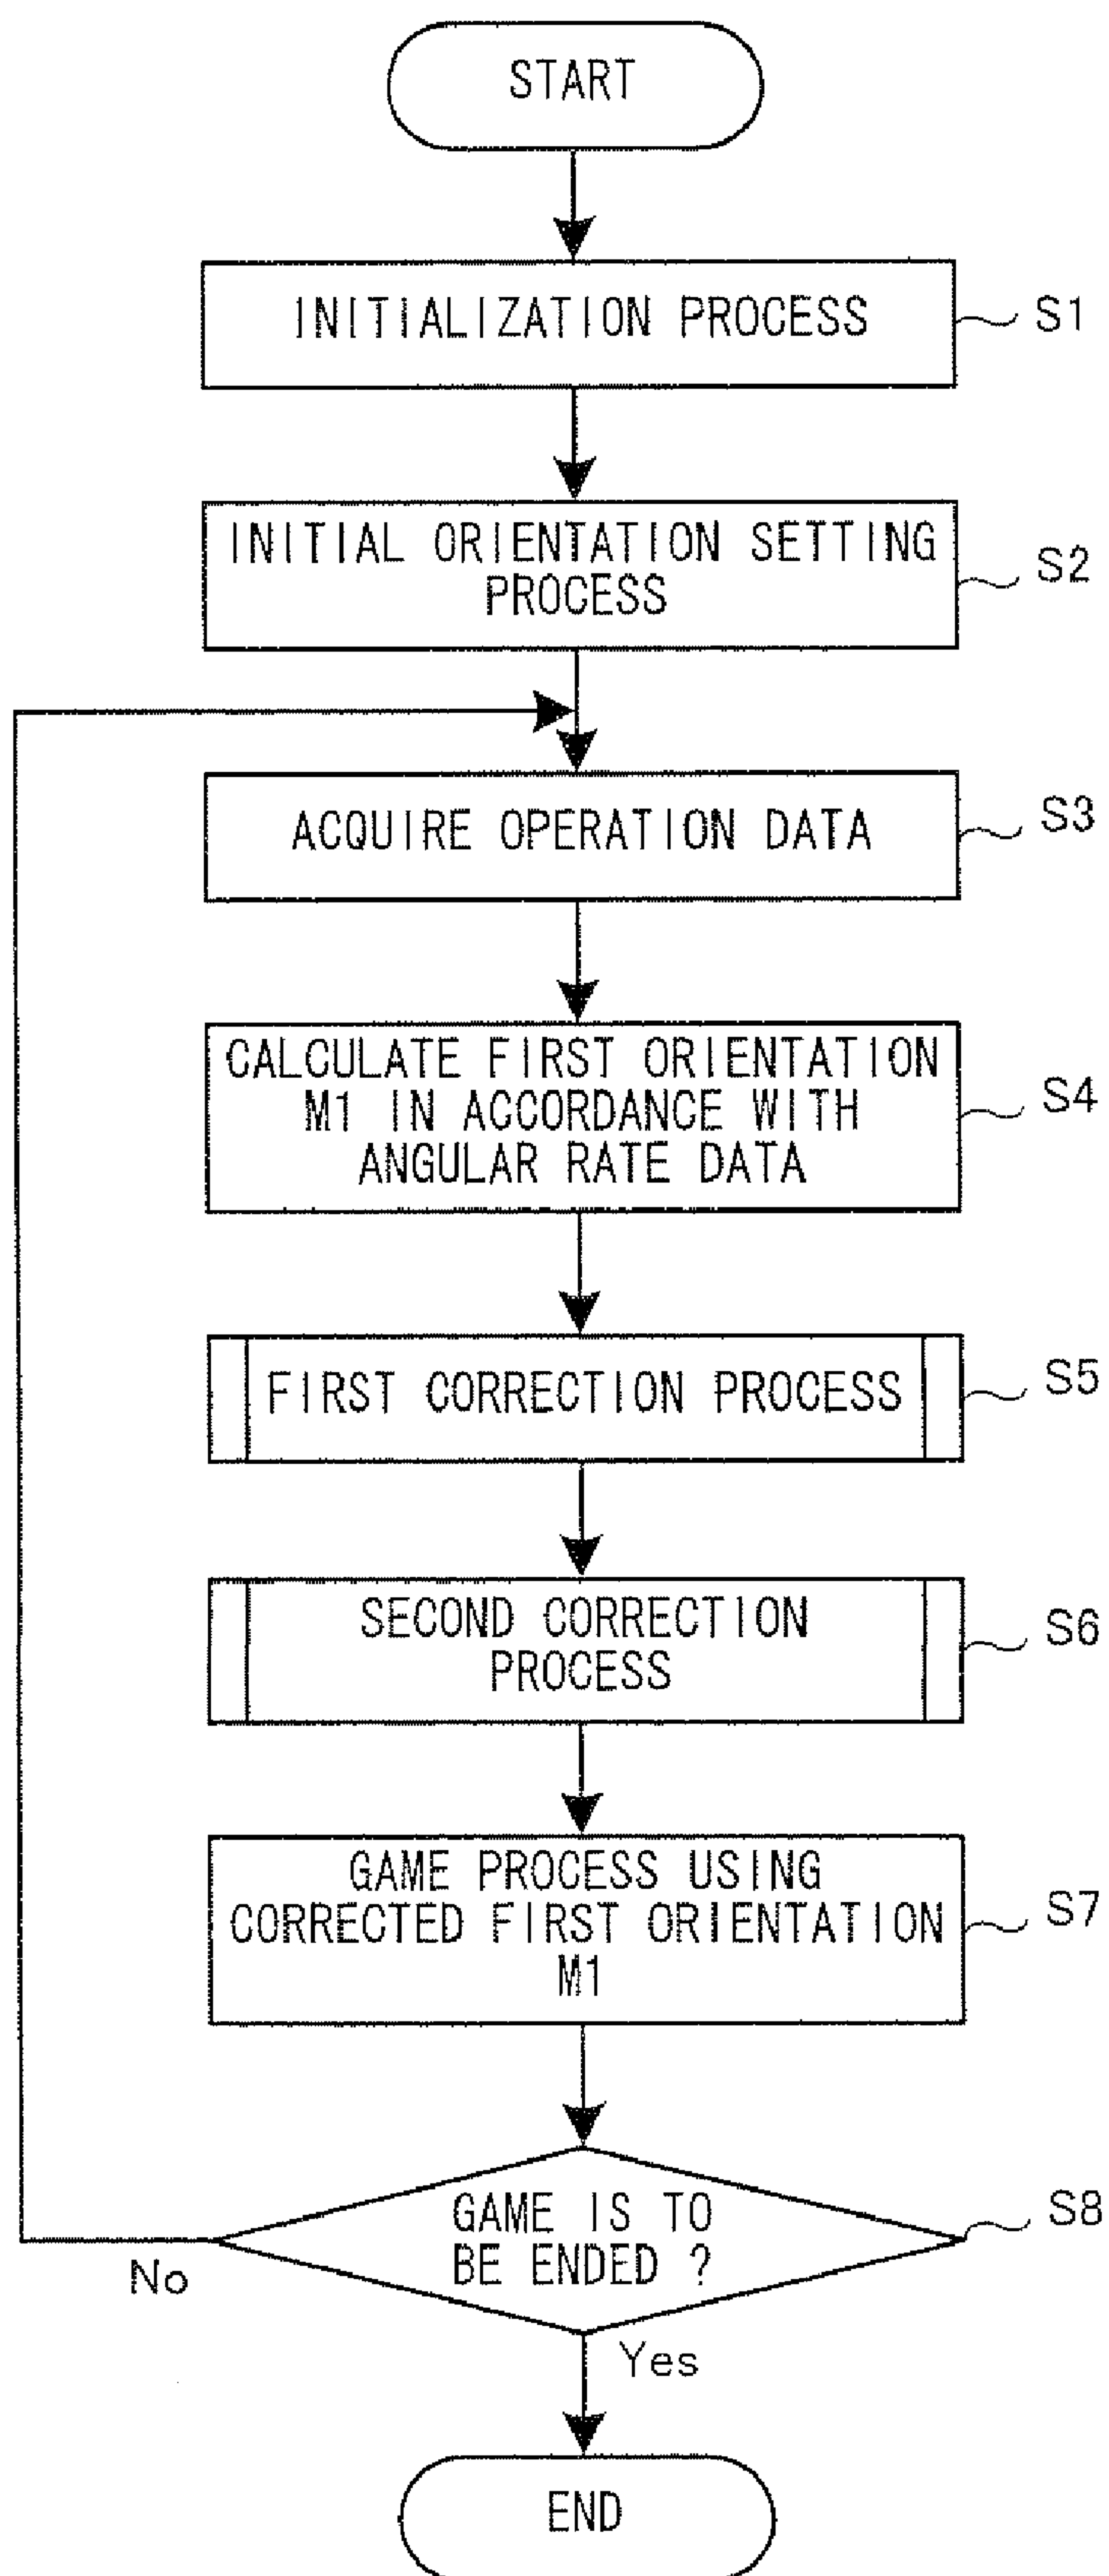 START
INITIALIZATION PROCESS
S1
INITIAL ORIENTATION SETTING
PROCESS
S2
ACQUIRE OPERATION DATA
S3
CALCULATE FIRST ORIENTATION
M1 IN ACCORDANCE WITH
ANGULAR RATE DATA
S4
FIRST CORRECTION PROCESS
S5
SECOND CORRECTION
PROCESS
S6
GAME PROCESS USING
CORRECTED FIRST ORIENTATION
M1
S7
GAME IS TO
BE ENDED ?
S8
No
Yes
END